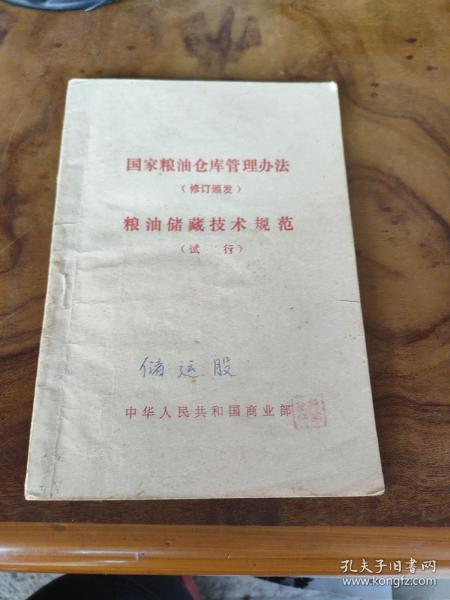 国家粮油仓库管理办法
（修订颁发）
粮油储藏技术规范
（试 行）
储运股
中华人民共和国商业部
孔夫子旧书网
www.kongfz.com